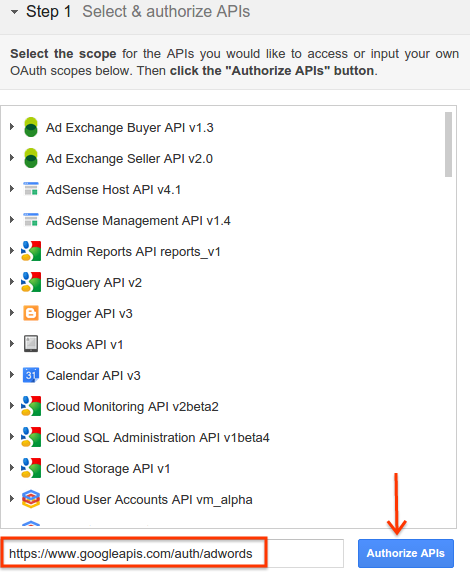 Step 1 Select & authorize APIs
Select the scope for the APIs you would like to access or input your own
OAuth scopes below. Then click the "Authorize APIs" button.
Ad Exchange Buyer API v1.3
Ad Exchange Seller API v2.0
AdSense Host API v4.1
AdSense Management API v1.4
Admin Reports API reports_v1
BigQuery API v2
Blogger API v3
Books API v1
31 Calendar API v3
Cloud Monitoring API v2beta2
Cloud SQL Administration API v1beta4
Cloud Storage API v1
Cloud User Accounts API vm_alpha
https://www.googleapis.com/auth/adwords Authorize APIs